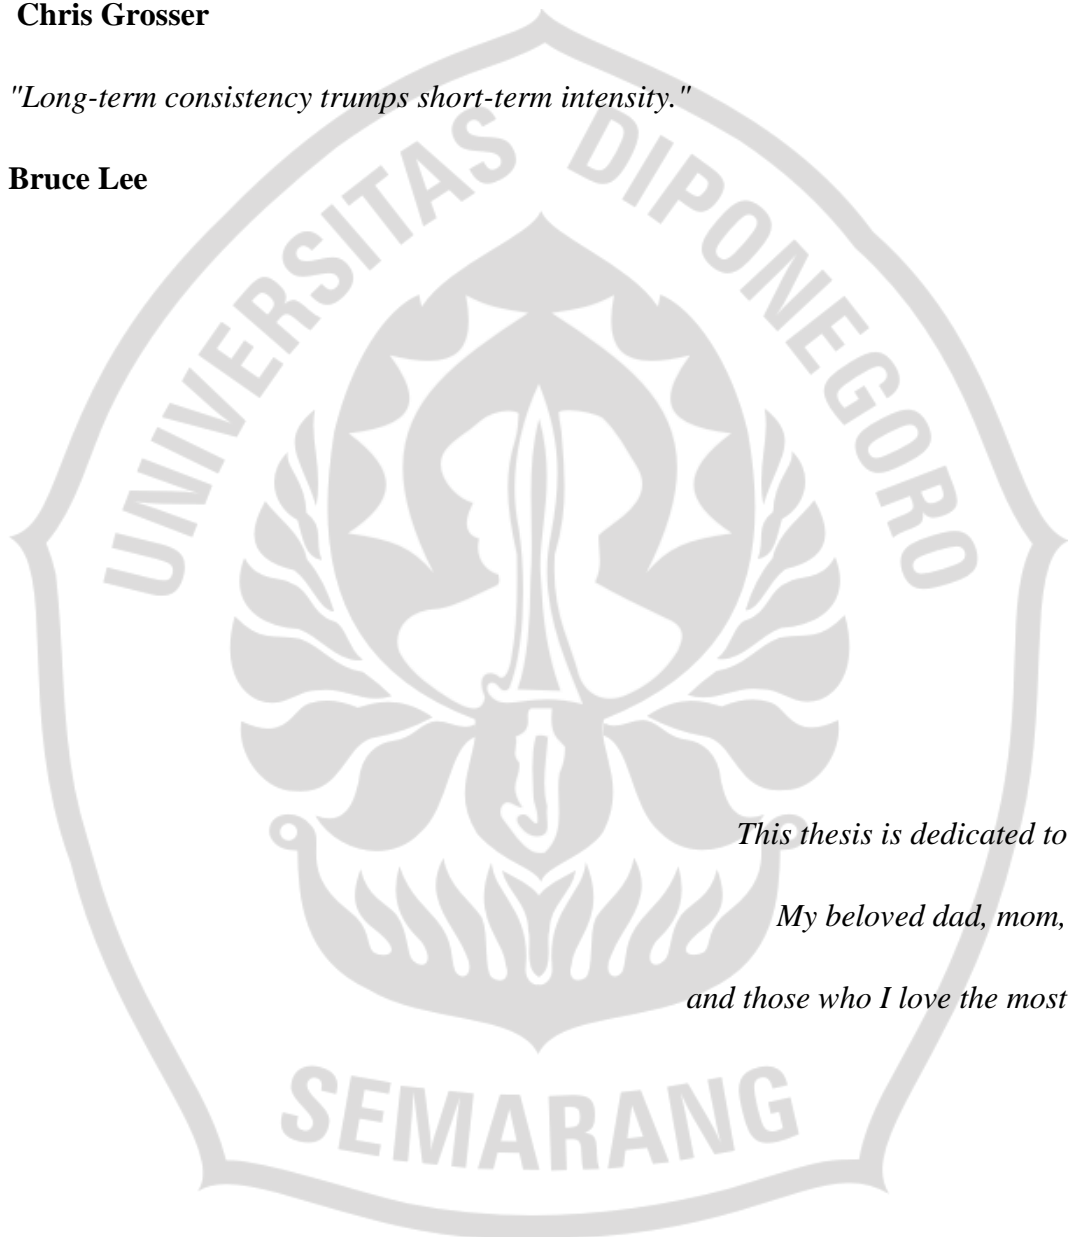 Chris Grosser
"Long-term consistency trumps short-term intensity."
Bruce Lee
UNIVERSITAS DIPONEGORO
This thesis is dedicated to
My beloved dad, mom,
and those who I love the most
SEMARANG